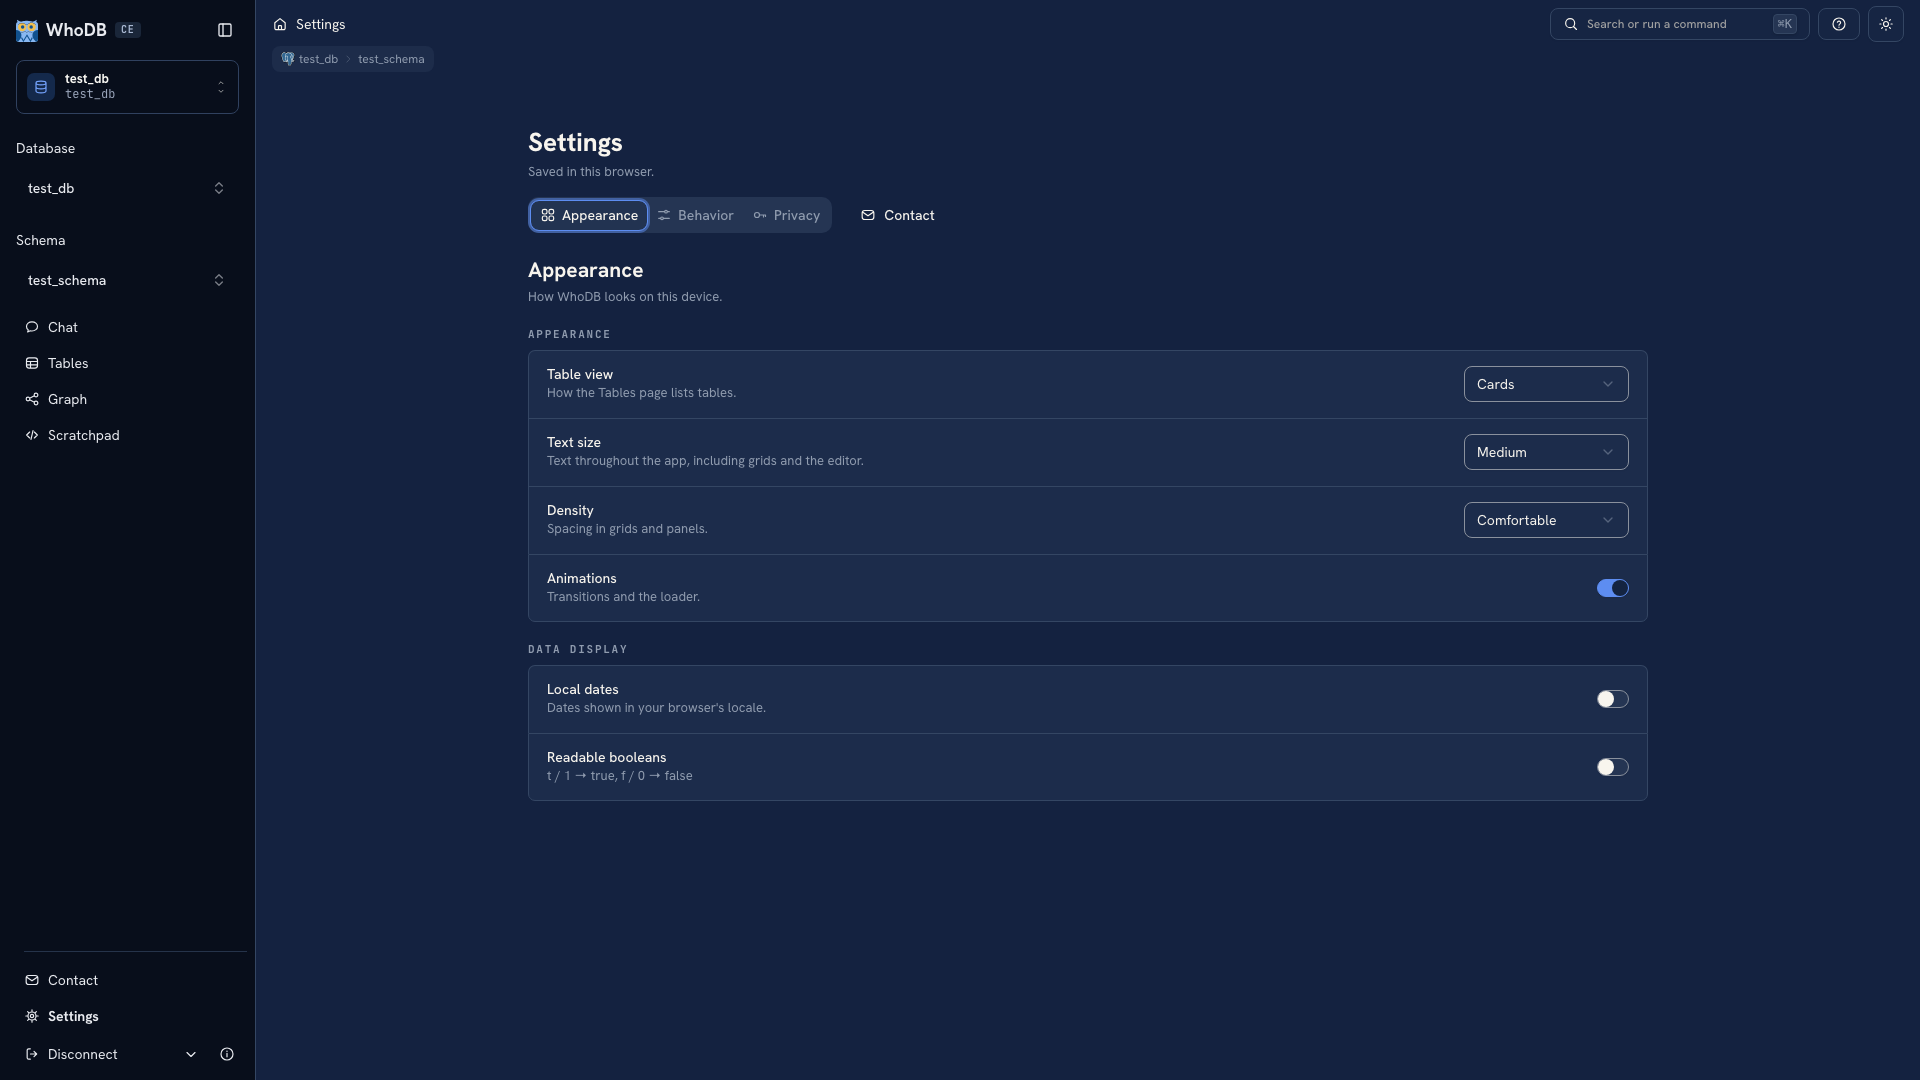 WhoDB CE
test_db
test_db
Database
test_db
Schema
test_schema
Chat
Tables
Graph
Scratchpad
Contact
Settings
Disconnect
Settings
Search or run a command ⌘K
test_db > test_schema
Settings
Saved in this browser.
Appearance Behavior Privacy Contact
Appearance
How WhoDB looks on this device.
APPEARANCE
Table view
How the Tables page lists tables.
Cards
Text size
Text throughout the app, including grids and the editor.
Medium
Density
Spacing in grids and panels.
Comfortable
Animations
Transitions and the loader.
DATA DISPLAY
Local dates
Dates shown in your browser's locale.
Readable booleans
t / 1 → true, f / 0 → false